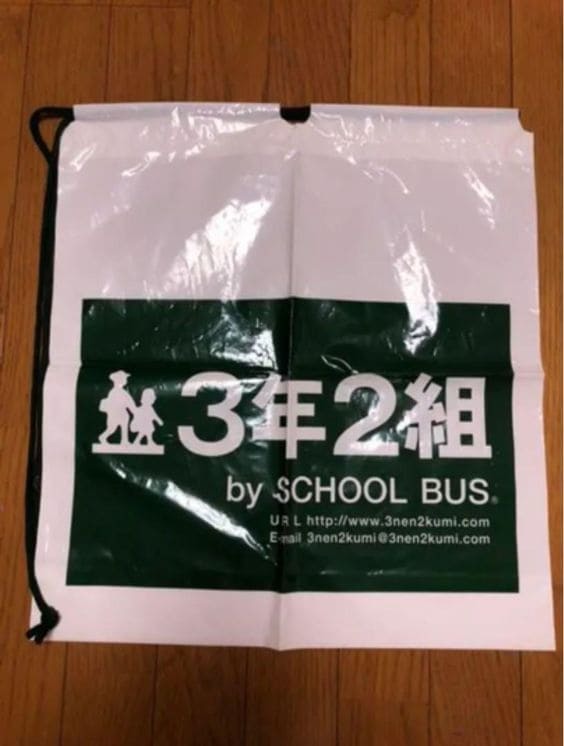 3年2組
by SCHOOL BUS®
URL http://www.3nen2kumi.com
E-mail 3nen2kumi@3nen2kumi.com